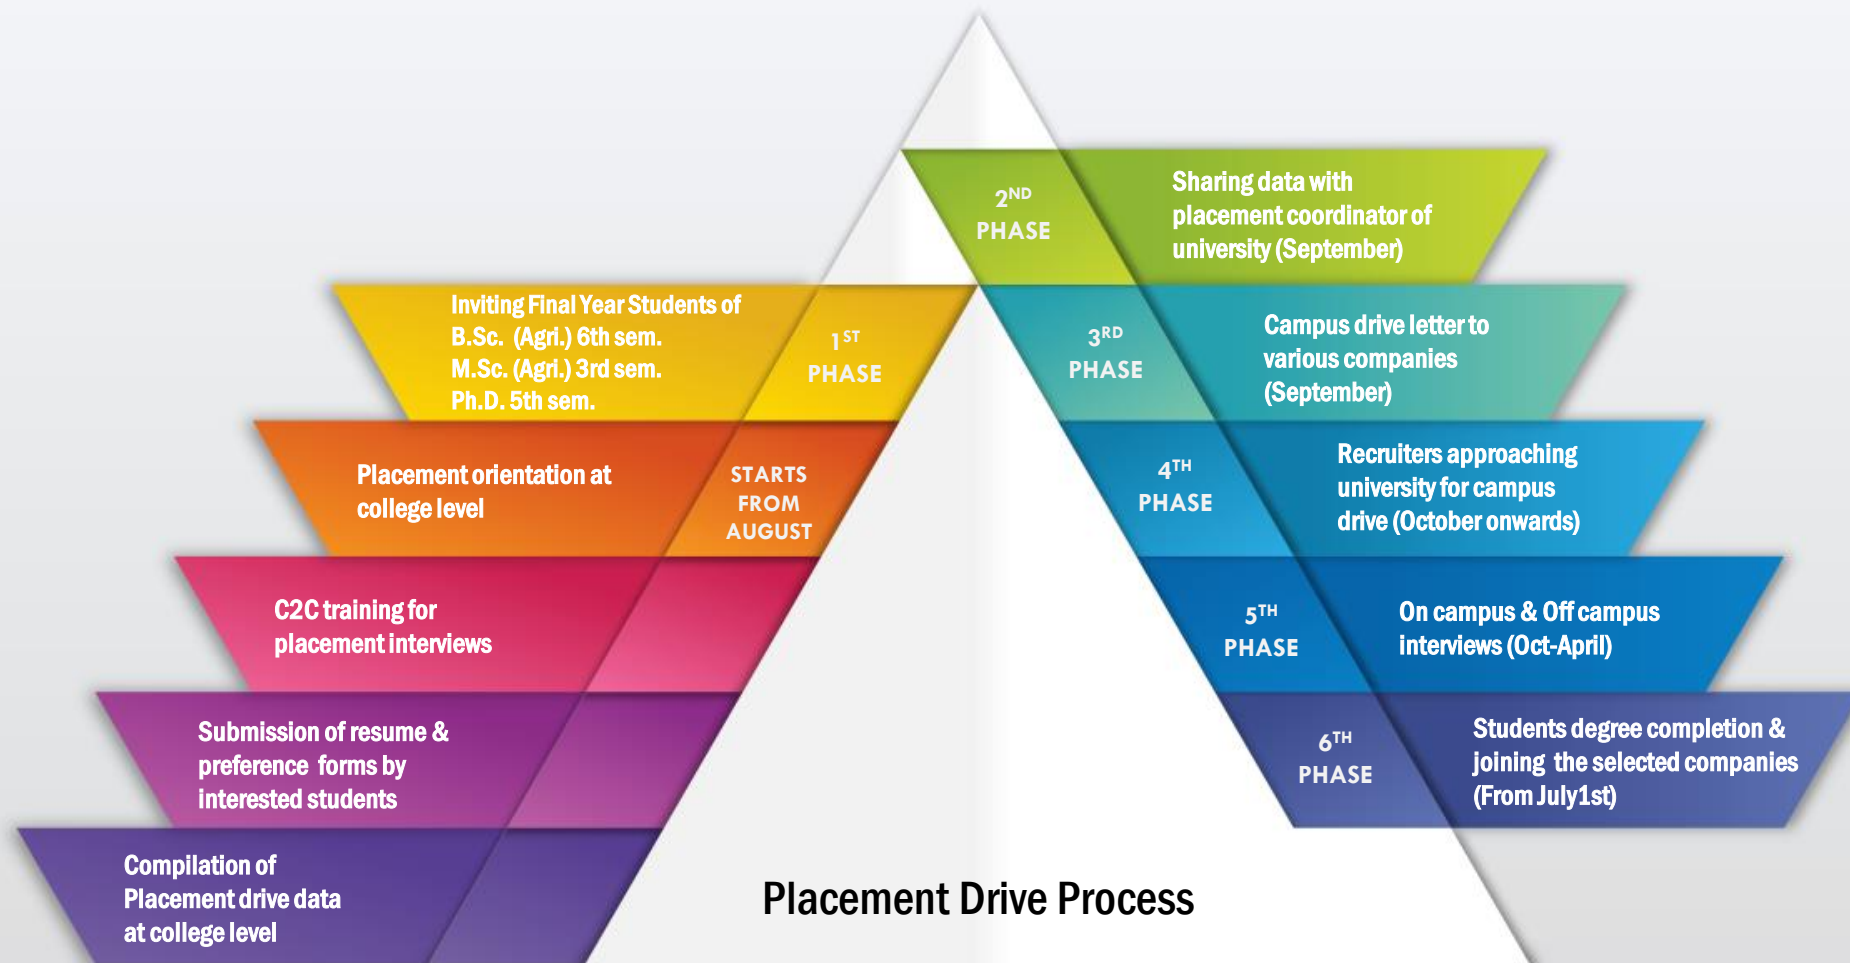 Inviting Final Year Students of
B.Sc. (Agri.) 6th sem.
M.Sc. (Agri.) 3rd sem.
Ph.D. 5th sem.
1ST
PHASE
Placement orientation at
college level
STARTS
FROM
AUGUST
C2C training for
placement interviews
Submission of resume &
preference forms by
interested students
Compilation of
Placement drive data
at college level
2ND
PHASE
Sharing data with
placement coordinator of
university (September)
3RD
PHASE
Campus drive letter to
various companies
(September)
4TH
PHASE
Recruiters approaching
university for campus
drive (October onwards)
5TH
PHASE
On campus & Off campus
interviews (Oct-April)
6TH
PHASE
Students degree completion &
joining the selected companies
(From July1st)
Placement Drive Process